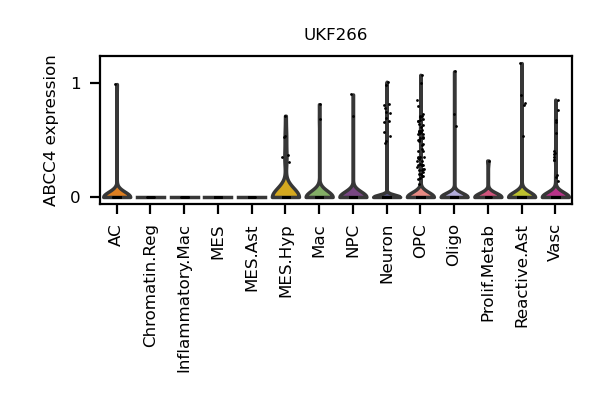 UKF266
ABCC4 expression
1
0
AC
Chromatin.Reg
Inflammatory.Mac
MES
MES.Ast
MES.Hyp
Mac
NPC
Neuron
OPC
Oligo
Prolif.Metab
Reactive.Ast
Vasc